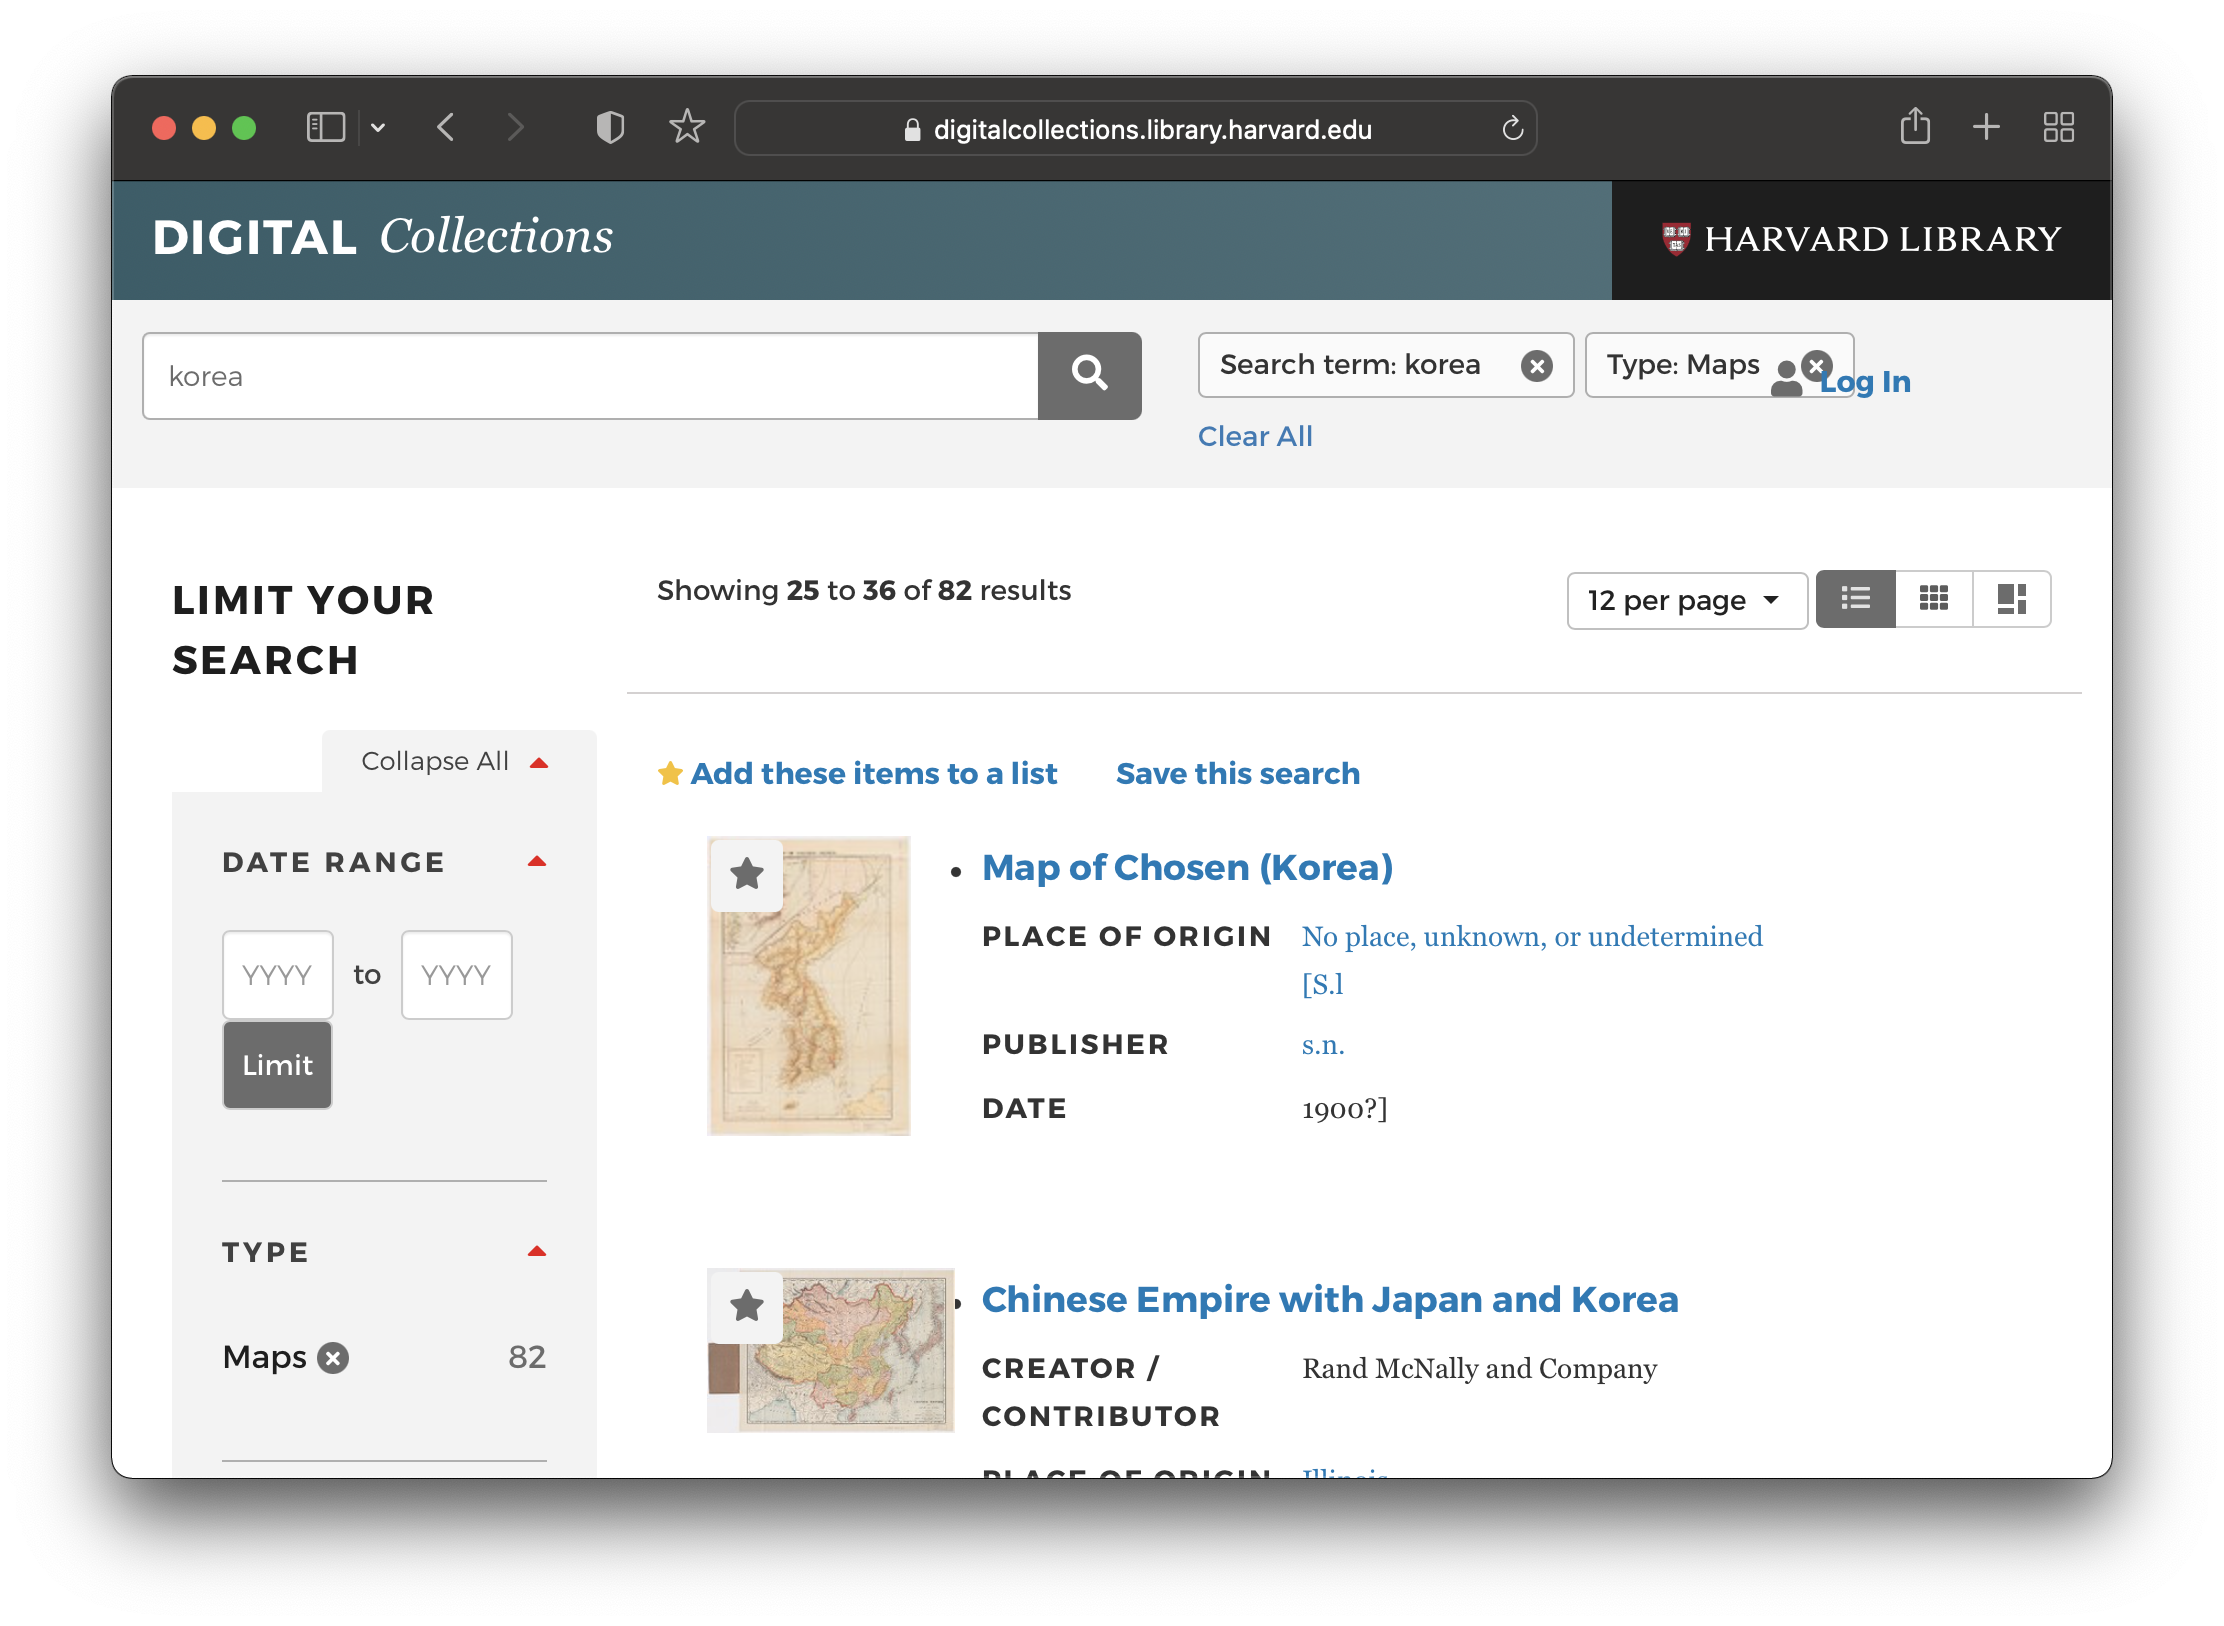 digitalcollections.library.harvard.edu
DIGITAL Collections
HARVARD LIBRARY
korea
Search term: korea
Type: Maps
Log In
Clear All
LIMIT YOUR
SEARCH
Showing 25 to 36 of 82 results
12 per page
Collapse All
Add these items to a list
Save this search
DATE RANGE
YYYY to YYYY
Limit
TYPE
Maps 82
Map of Chosen (Korea)
PLACE OF ORIGIN No place, unknown, or undetermined
[S.l
PUBLISHER s.n.
DATE 1900?]
Chinese Empire with Japan and Korea
CREATOR / Rand McNally and Company
CONTRIBUTOR
PLACE OF ORIGIN Illinois